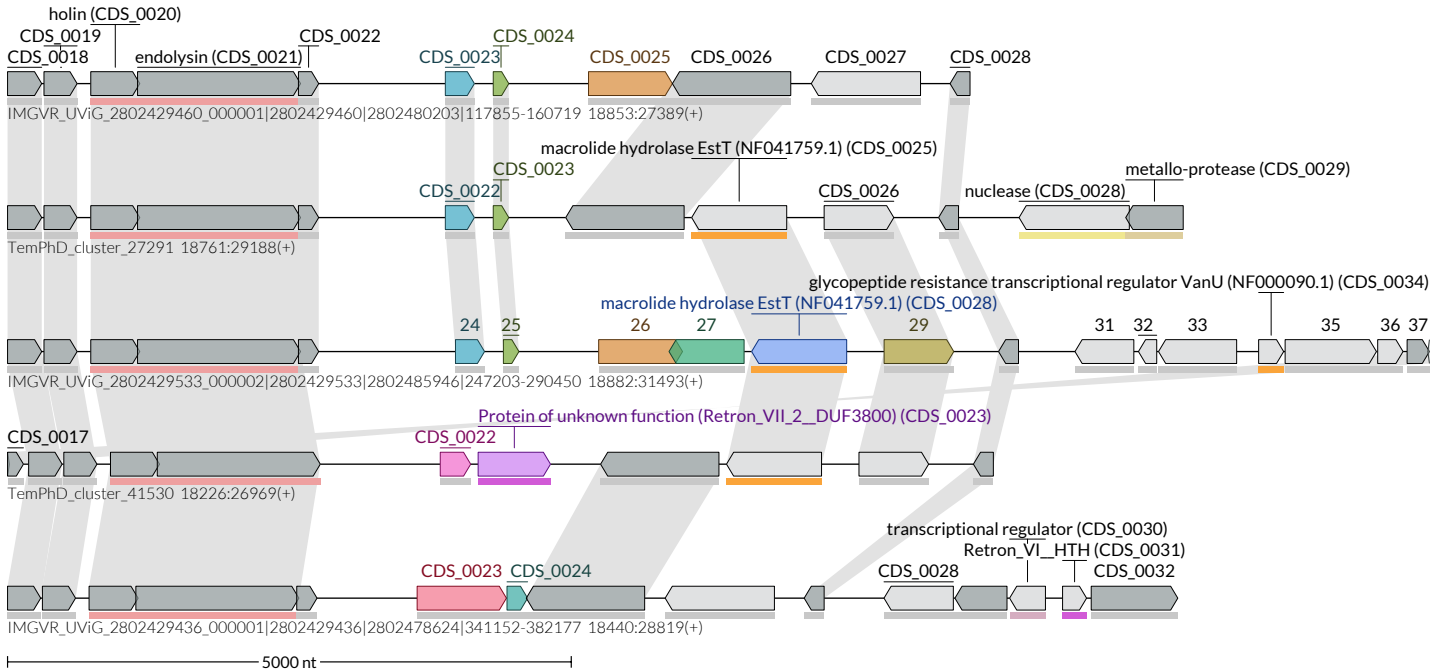 holin (CDS_0020)
CDS_0019 CDS_0022 CDS_0024
CDS_0018 endolysin (CDS_0021) CDS_0023 CDS_0025 CDS_0026 CDS_0027 CDS_0028
IMGVR_UViG_2802429460_000001|2802429460|2802480203|117855-160719 18853:27389(+)
macrolide hydrolase EstT (NF041759.1) (CDS_0025)
CDS_0023 metallo-protease (CDS_0029)
CDS_0022 CDS_0026 nuclease (CDS_0028)
TemPhD_cluster_27291 18761:29188(+)
glycopeptide resistance transcriptional regulator VanU (NF000090.1) (CDS_0034)
macrolide hydrolase EstT (NF041759.1) (CDS_0028)
24 25 26 27 29 31 32 33 35 36 37
IMGVR_UViG_2802429533_000002|2802429533|2802485946|247203-290450 18882:31493(+)
Protein of unknown function (Retron_VII_2__DUF3800) (CDS_0023)
CDS_0017 CDS_0022
TemPhD_cluster_41530 18226:26969(+)
transcriptional regulator (CDS_0030)
Retron_VI__HTH (CDS_0031)
CDS_0023 CDS_0024 CDS_0028 CDS_0032
IMGVR_UViG_2802429436_000001|2802429436|2802478624|341152-382177 18440:28819(+)
5000 nt